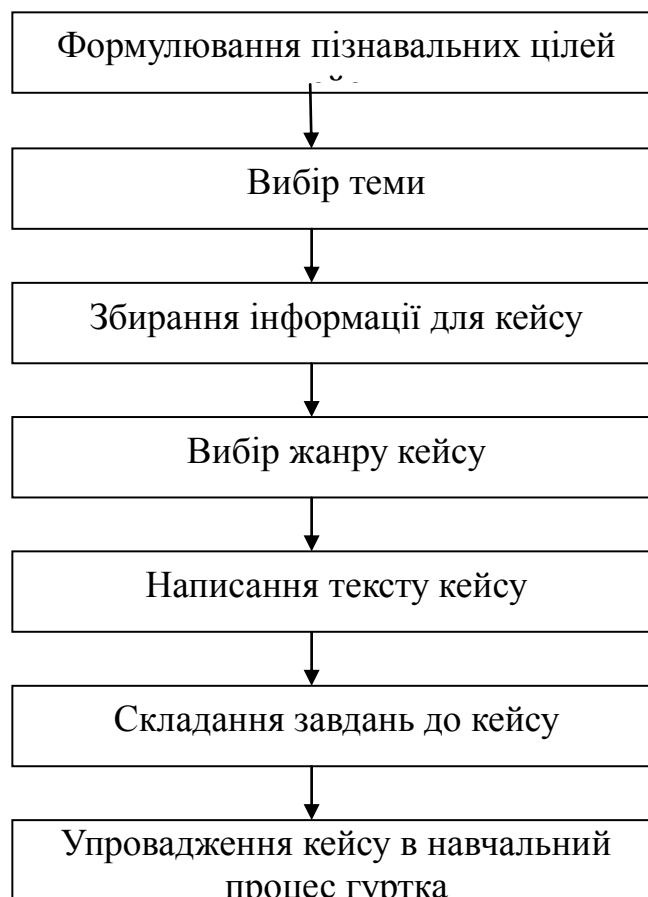 Формулювання пізнавальних цілей
Вибір теми
Збирання інформації для кейсу
Вибір жанру кейсу
Написання тексту кейсу
Складання завдань до кейсу
Упровадження кейсу в навчальний
процес гуртка